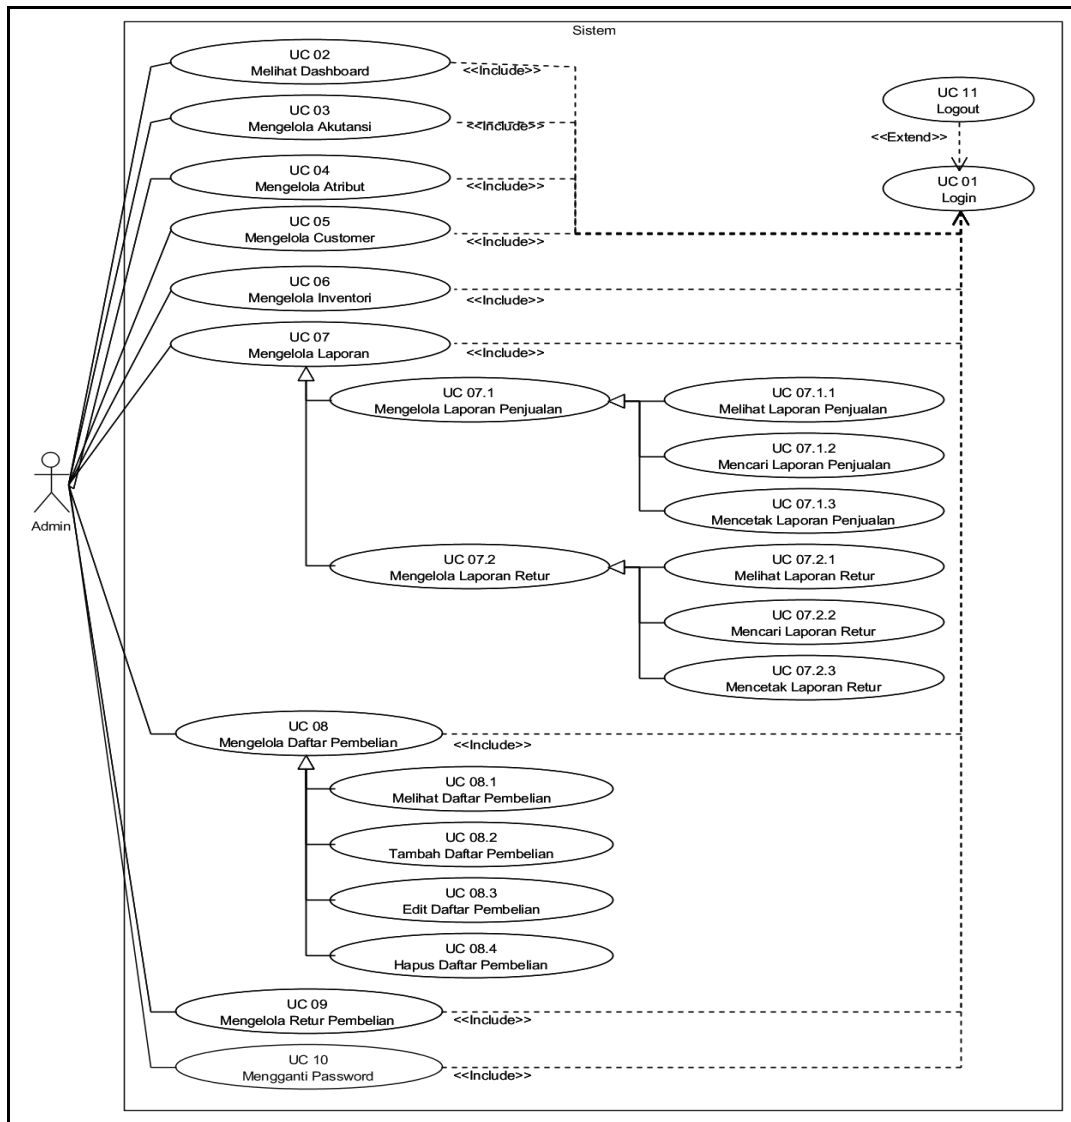 Sistem
UC 02
Melihat Dashboard
<<Include>>
UC 11
Logout
UC 03
Mengelola Akutansi
<<Include>>
<<Extend>>
UC 04
Mengelola Atribut
<<Include>>
UC 01
Login
UC 05
Mengelola Customer
<<Include>>
UC 06
Mengelola Inventori
<<Include>>
UC 07
Mengelola Laporan
<<Include>>
UC 07.1
Mengelola Laporan Penjualan
UC 07.1.1
Melihat Laporan Penjualan
UC 07.1.2
Mencari Laporan Penjualan
UC 07.1.3
Mencetak Laporan Penjualan
Admin
UC 07.2
Mengelola Laporan Retur
UC 07.2.1
Melihat Laporan Retur
UC 07.2.2
Mencari Laporan Retur
UC 07.2.3
Mencetak Laporan Retur
UC 08
Mengelola Daftar Pembelian
<<Include>>
UC 08.1
Melihat Daftar Pembelian
UC 08.2
Tambah Daftar Pembelian
UC 08.3
Edit Daftar Pembelian
UC 08.4
Hapus Daftar Pembelian
UC 09
Mengelola Retur Pembelian
<<Include>>
UC 10
Mengganti Password
<<Include>>